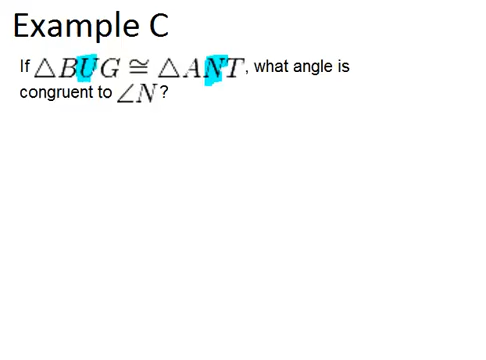 Example C
If △BUG ≅ △ANT, what angle is
congruent to ∠N?